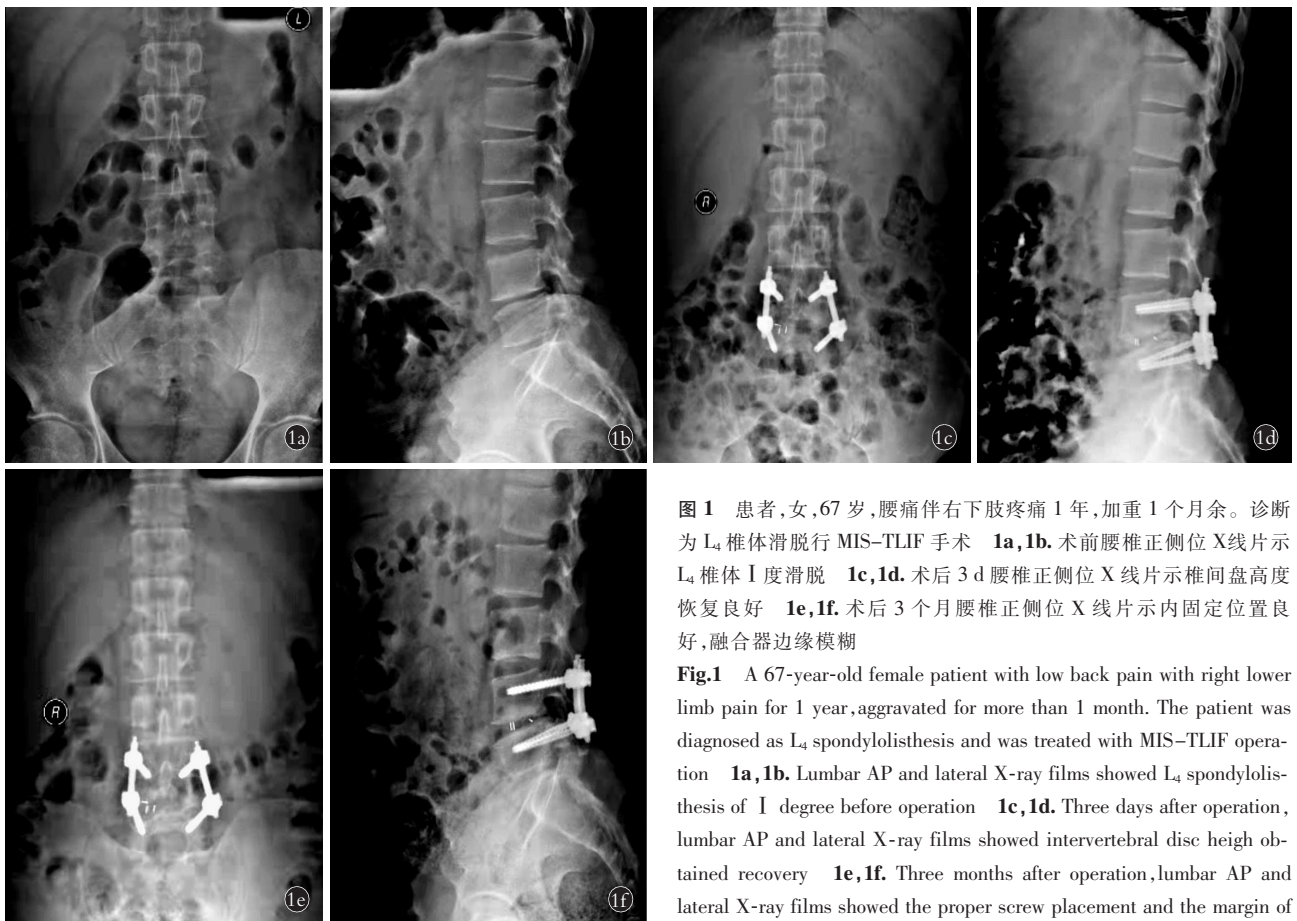 L
1a
1b
R
1c
1d
R
1e
1f
图 1 患者,女,67 岁,腰痛伴右下肢疼痛 1 年,加重 1 个月余。诊断
为 L₄ 椎体滑脱行 MIS-TLIF 手术 1a,1b. 术前腰椎正侧位 X线片示
L₄ 椎体 Ⅰ 度滑脱 1c,1d. 术后 3 d 腰椎正侧位 X 线片示椎间盘高度
恢复良好 1e,1f. 术后 3 个月腰椎正侧位 X 线片示内固定位置良
好,融合器边缘模糊
Fig.1 A 67-year-old female patient with low back pain with right lower
limb pain for 1 year,aggravated for more than 1 month. The patient was
diagnosed as L₄ spondylolisthesis and was treated with MIS-TLIF opera-
tion 1a,1b. Lumbar AP and lateral X-ray films showed L₄ spondylolis-
thesis of Ⅰ degree before operation 1c,1d. Three days after operation,
lumbar AP and lateral X-ray films showed intervertebral disc heigh ob-
tained recovery 1e,1f. Three months after operation,lumbar AP and
lateral X-ray films showed the proper screw placement and the margin of